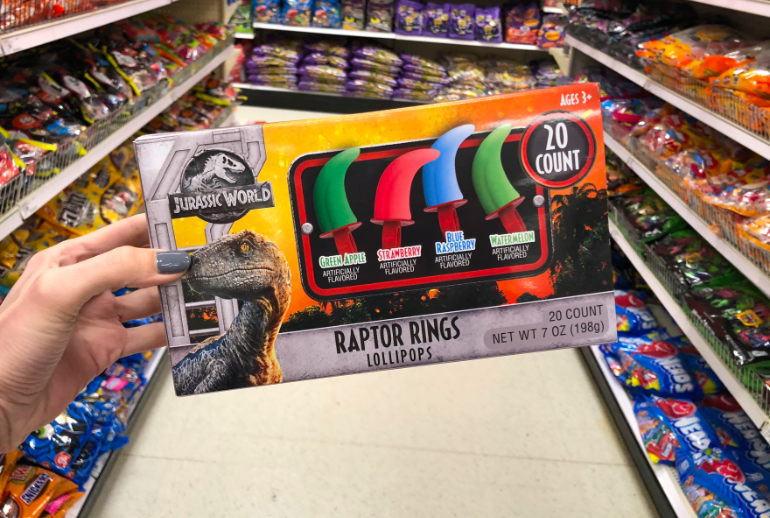 AGES 3+
20
COUNT
JURASSIC WORLD
GREEN APPLE
ARTIFICIALLY
FLAVORED
STRAWBERRY
ARTIFICIALLY
FLAVORED
BLUE
RASPBERRY
ARTIFICIALLY
FLAVORED
WATERMELON
ARTIFICIALLY
FLAVORED
RAPTOR RINGS
LOLLIPOPS
20 COUNT
NET WT 7 OZ (198g)